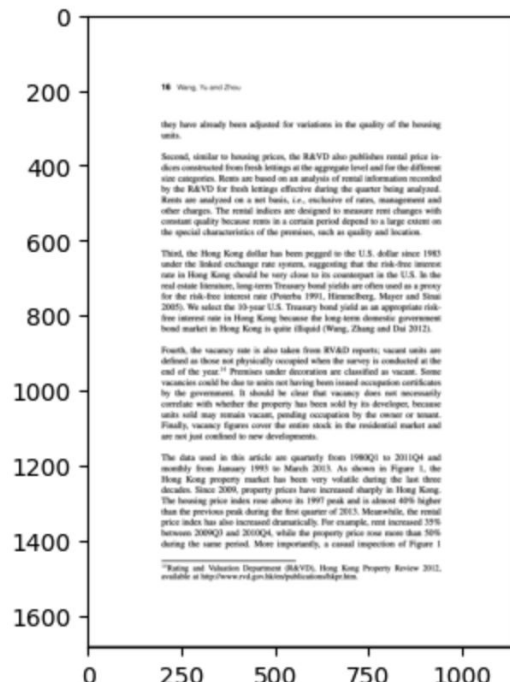 0
200
400
600
800
1000
1200
1400
1600
0
250
500
750
1000
16 Wang, Yu and Zhou
they have already been adjusted for variations in the quality of the housing
units.
Second, similar to housing prices, the R&VD also publishes rental price in-
dices constructed from fresh lettings at the aggregate level and for the different
size categories. Rents are based on an analysis of rental information recorded
by the R&VD for fresh lettings effective during the quarter being analyzed.
Rents are analyzed on a net basis, i.e., exclusive of rates, management and
other charges. The rental indices are designed to measure rent changes with
constant quality because rents in a certain period depend to a large extent on
the special characteristics of the premises, such as quality and location.
Third, the Hong Kong dollar has been pegged to the U.S. dollar since 1983
under the linked exchange rate system, suggesting that the risk-free interest
rate in Hong Kong should be very close to its counterpart in the U.S. In the
real estate literature, long-term Treasury bond yields are often used as a proxy
for the risk-free interest rate (Poterba 1991, Himmelberg, Mayer and Sinai
2005). We select the 10-year U.S. Treasury bond yield as an appropriate risk-
free interest rate in Hong Kong because the long-term domestic government
bond market in Hong Kong is quite illiquid (Wang, Zhang and Dai 2012).
Fourth, the vacancy rate is also taken from RV&D reports; vacant units are
defined as those not physically occupied when the survey is conducted at the
end of the year. Premises under decoration are classified as vacant. Some
vacancies could be due to units not having been issued occupation certificates
by the government. It should be clear that vacancy does not necessarily
correlate with whether the property has been sold by its developer, because
units sold may remain vacant, pending occupation by the owner or tenant.
Finally, vacancy figures cover the entire stock in the residential market and
are not just confined to new developments.
The data used in this article are quarterly from 1980Q1 to 2011Q4 and
monthly from January 1993 to March 2013. As shown in Figure 1, the
Hong Kong property market has been very volatile during the last three
decades. Since 2009, property prices have increased sharply in Hong Kong.
The housing price index rose above its 1997 peak and is almost 40% higher
than the previous peak during the first quarter of 2013. Meanwhile, the rental
price index has also increased dramatically. For example, rent increased 35%
between 2009Q3 and 2010Q4, while the property price rose more than 50%
during the same period. More importantly, a casual inspection of Figure 1
Rating and Valuation Department (R&VD), Hong Kong Property Review 2012,
available at